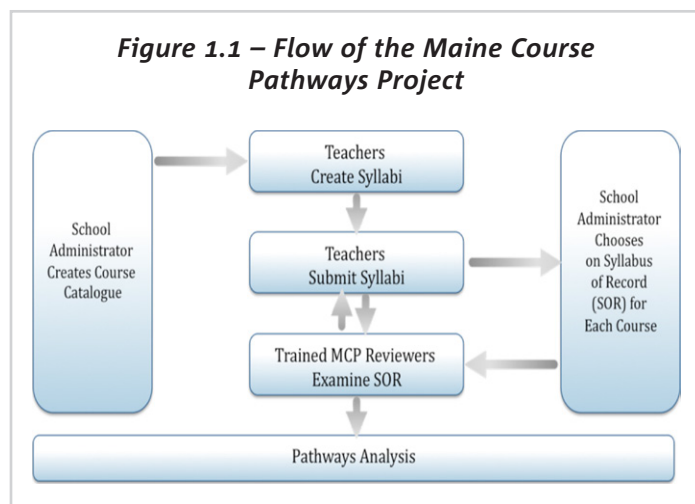 Figure 1.1 – Flow of the Maine Course
Pathways Project
School
Administrator
Creates Course
Catalogue
Teachers
Create Syllabi
Teachers
Submit Syllabi
Trained MCP Reviewers
Examine SOR
School
Administrator
Chooses
on Syllabus
of Record
(SOR) for
Each Course
Pathways Analysis